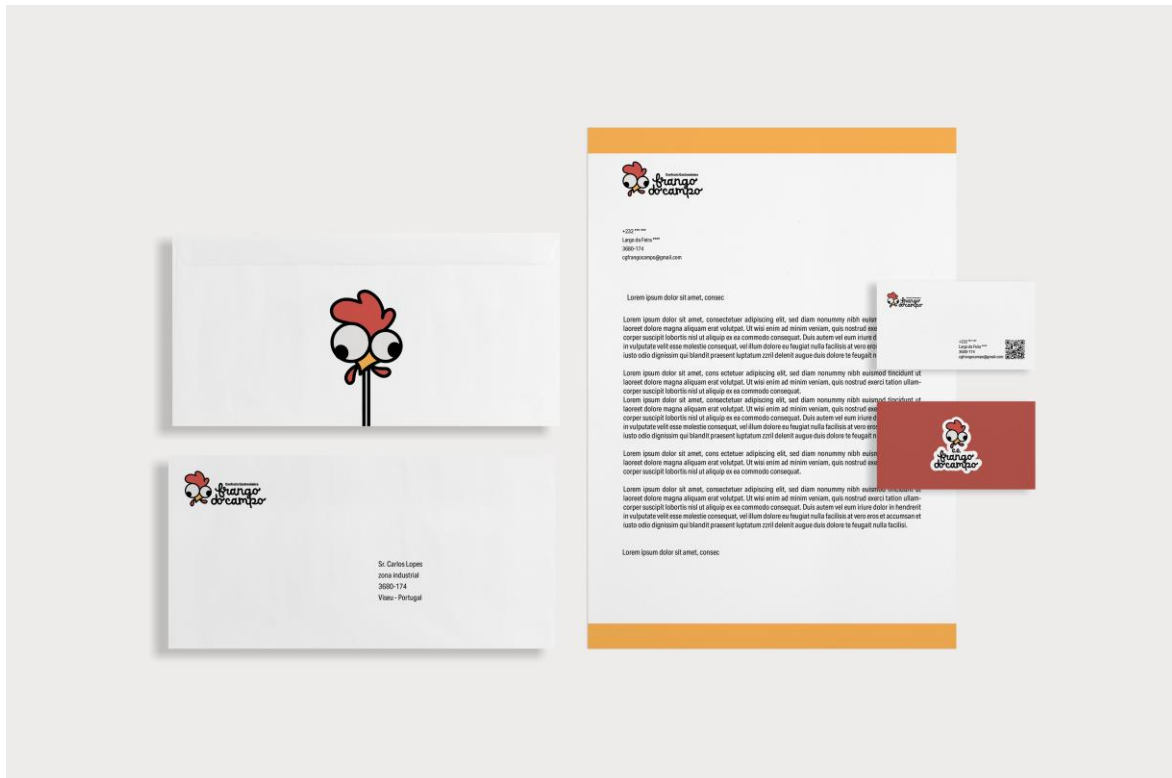 Sr. Carlos Lopes
zona industrial
3680-174
Viseu - Portugal
frango
do campo
frango
do campo
+232 *** ***
Largo da Feira ****
3680-174
cgfrangocampo@gmail.com
Lorem ipsum dolor sit amet, consec
Lorem ipsum dolor sit amet, consectetuer adipiscing elit, sed diam nonummy nibh
laoreet dolore magna aliquam erat volutpat. Ut wisi enim ad minim veniam, quis nostrud
corper suscipit lobortis nisl ut aliquip ex ea commodo consequat. Duis autem vel eum iriure
in vulputate velit esse molestie consequat, vel illum dolore eu feugiat nulla facilisis at vero
iusto odio dignissim qui blandit praesent luptatum zzril delenit augue duis dolore te feugait
Lorem ipsum dolor sit amet, cons ectetuer adipiscing elit, sed diam nonummy nibh euismod tincidunt ut
laoreet dolore magna aliquam erat volutpat. Ut wisi enim ad minim veniam, quis nostrud exerci tation ullam-
corper suscipit lobortis nisl ut aliquip ex ea commodo consequat.
Lorem ipsum dolor sit amet, consectetuer adipiscing elit, sed diam nonummy nibh euismod tincidunt ut
laoreet dolore magna aliquam erat volutpat. Ut wisi enim ad minim veniam, quis nostrud
corper suscipit lobortis nisl ut aliquip ex ea commodo consequat. Duis autem vel eum iriure
in vulputate velit esse molestie consequat, vel illum dolore eu feugiat nulla facilisis at vero
iusto odio dignissim qui blandit praesent luptatum zzril delenit augue duis dolore te feugait
Lorem ipsum dolor sit amet, cons ectetuer adipiscing elit, sed diam nonummy nibh
laoreet dolore magna aliquam erat volutpat. Ut wisi enim ad minim veniam, quis nostrud
corper suscipit lobortis nisl ut aliquip ex ea commodo consequat.
Lorem ipsum dolor sit amet, consectetuer adipiscing elit, sed diam nonummy nibh euismod tincidunt ut
laoreet dolore magna aliquam erat volutpat. Ut wisi enim ad minim veniam, quis nostrud exerci tation ullam-
corper suscipit lobortis nisl ut aliquip ex ea commodo consequat. Duis autem vel eum iriure dolor in hendrerit
in vulputate velit esse molestie consequat, vel illum dolore eu feugiat nulla facilisis at vero eros et accumsan et
iusto odio dignissim qui blandit praesent luptatum zzril delenit augue duis dolore te feugait nulla facilisi.
Lorem ipsum dolor sit amet, consec
frango
do campo
Largo da Feira ****
3680-174
cgfrangocampo@gmail.com
c.g.
frango
do campo